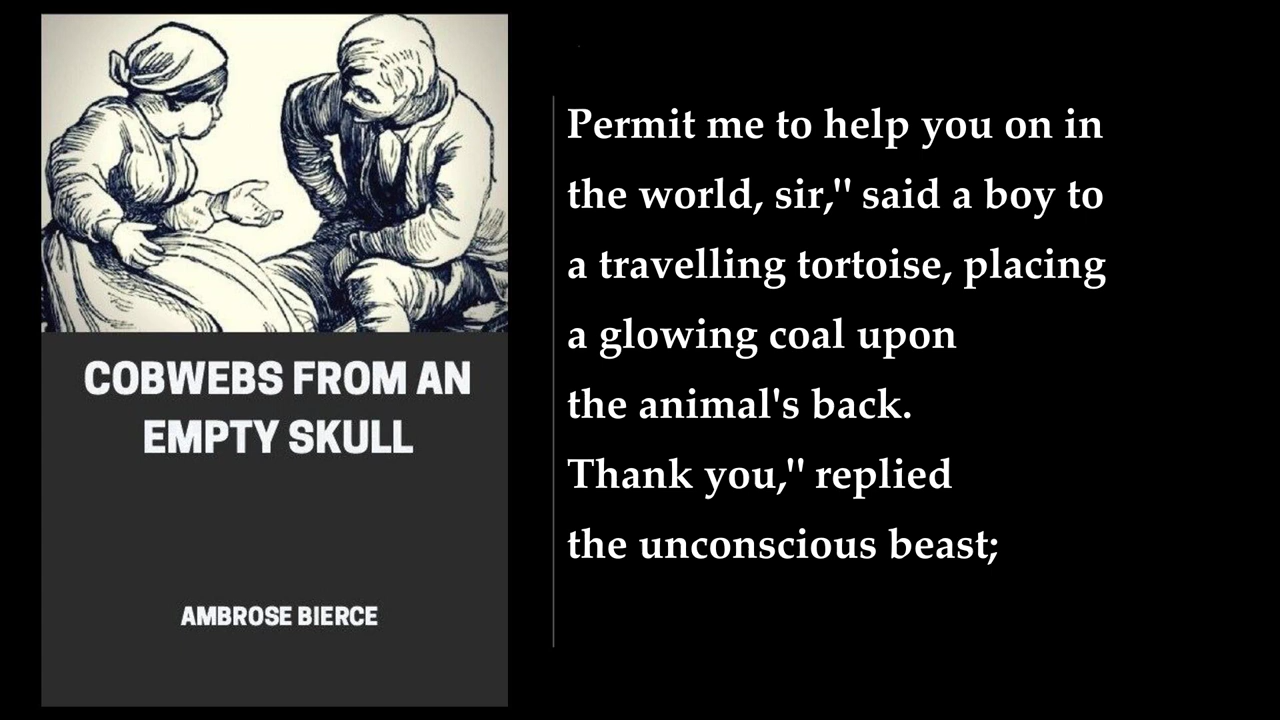 COBWEBS FROM AN
EMPTY SKULL
AMBROSE BIERCE
Permit me to help you on in
the world, sir," said a boy to
a travelling tortoise, placing
a glowing coal upon
the animal's back.
Thank you," replied
the unconscious beast;